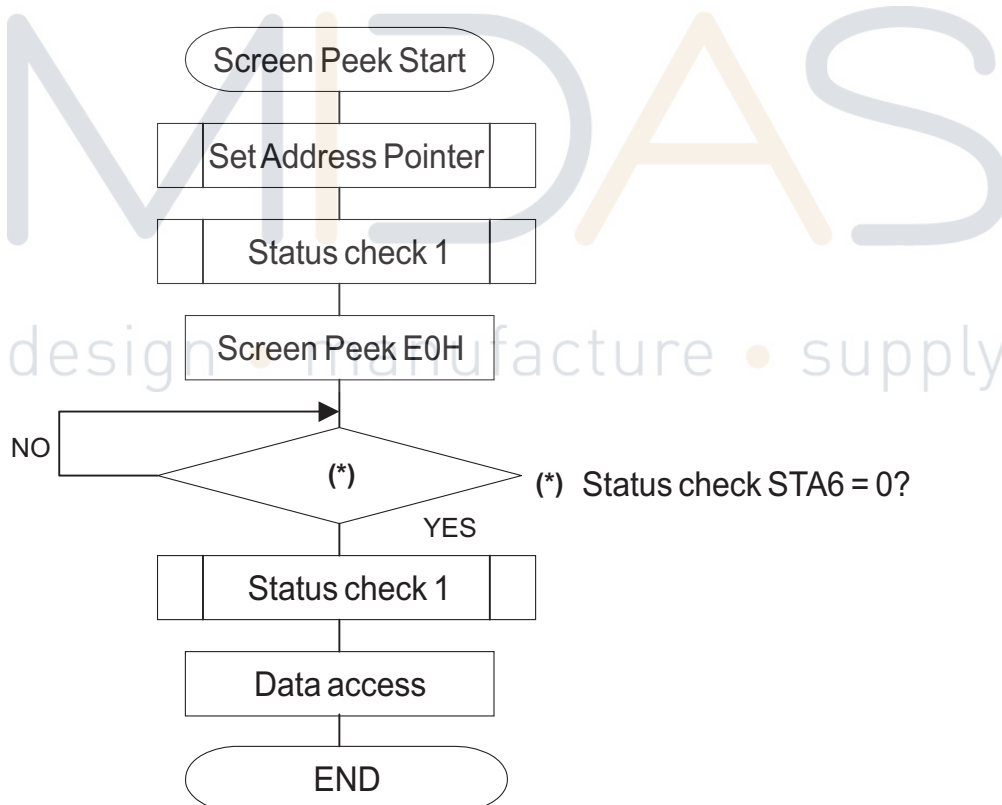 MIDAS
Screen Peek Start
Set Address Pointer
Status check 1
Screen Peek E0H
design • manufacture • supply
NO
(*)
(*) Status check STA6 = 0?
YES
Status check 1
Data access
END